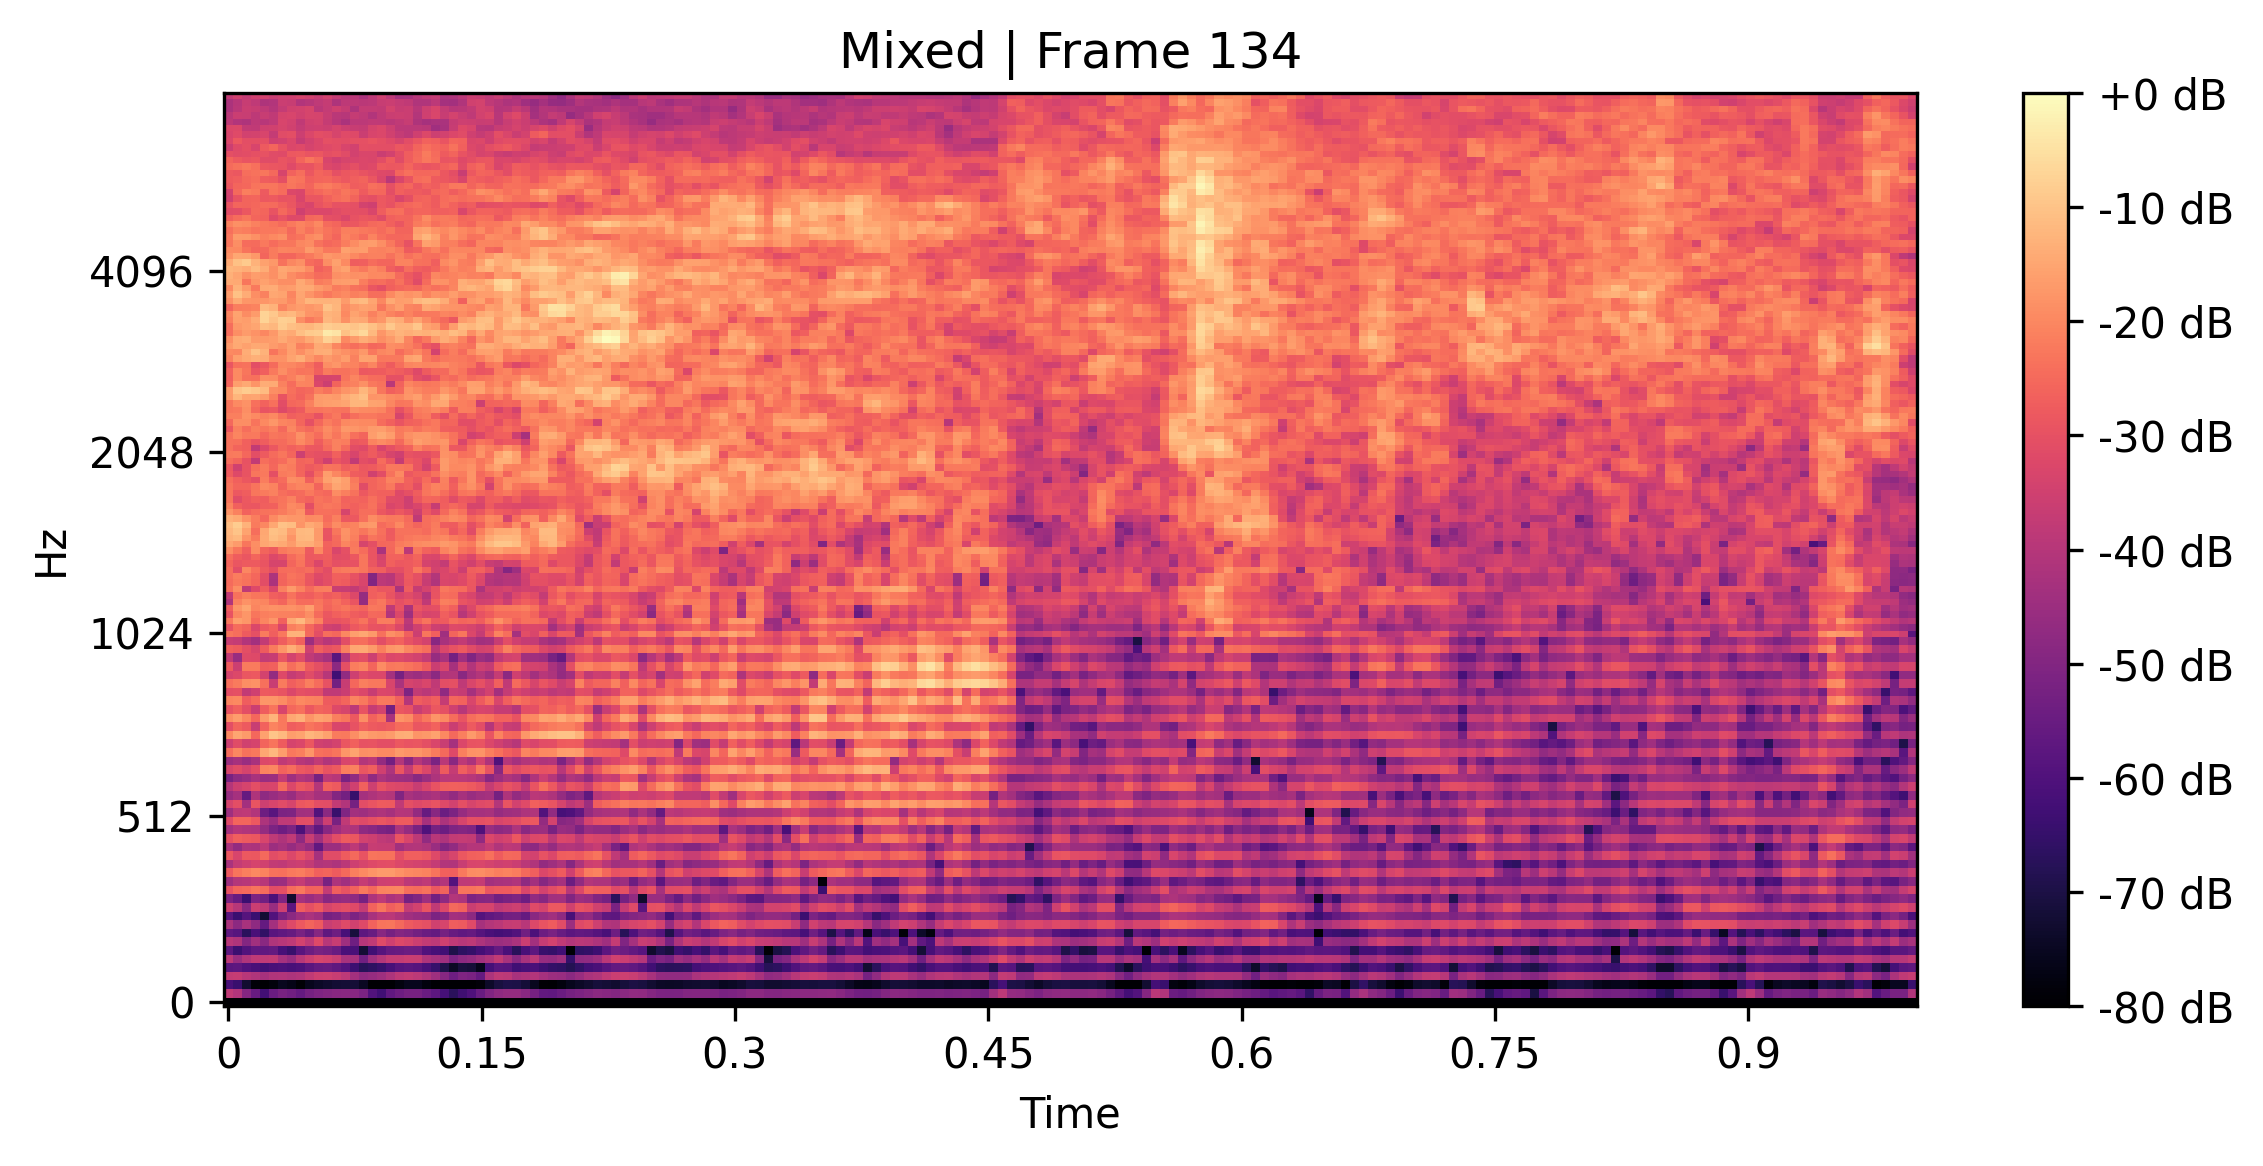 Mixed | Frame 134
+0 dB
-10 dB
-20 dB
-30 dB
-40 dB
-50 dB
-60 dB
-70 dB
-80 dB
Hz
4096
2048
1024
512
0
0 0.15 0.3 0.45 0.6 0.75 0.9
Time